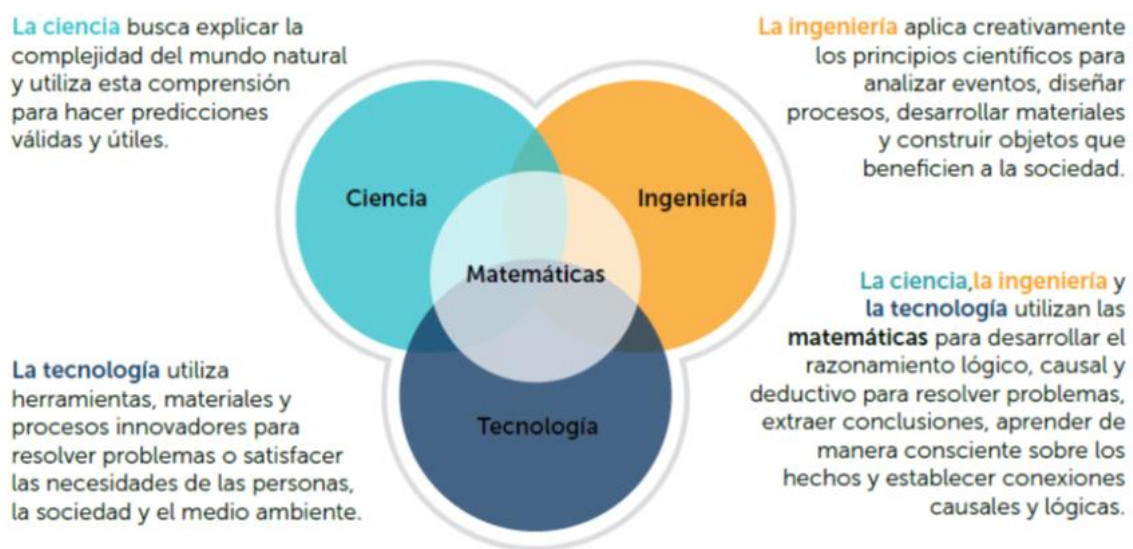 La ciencia busca explicar la
complejidad del mundo natural
y utiliza esta comprensión
para hacer predicciones
válidas y útiles.
La ingeniería aplica creativamente
los principios científicos para
analizar eventos, diseñar
procesos, desarrollar materiales
y construir objetos que
beneficien a la sociedad.
Ciencia
Ingeniería
Matemáticas
Tecnología
La tecnología utiliza
herramientas, materiales y
procesos innovadores para
resolver problemas o satisfacer
las necesidades de las personas,
la sociedad y el medio ambiente.
La ciencia,la ingeniería y
la tecnología utilizan las
matemáticas para desarrollar el
razonamiento lógico, causal y
deductivo para resolver problemas,
extraer conclusiones, aprender de
manera consciente sobre los
hechos y establecer conexiones
causales y lógicas.